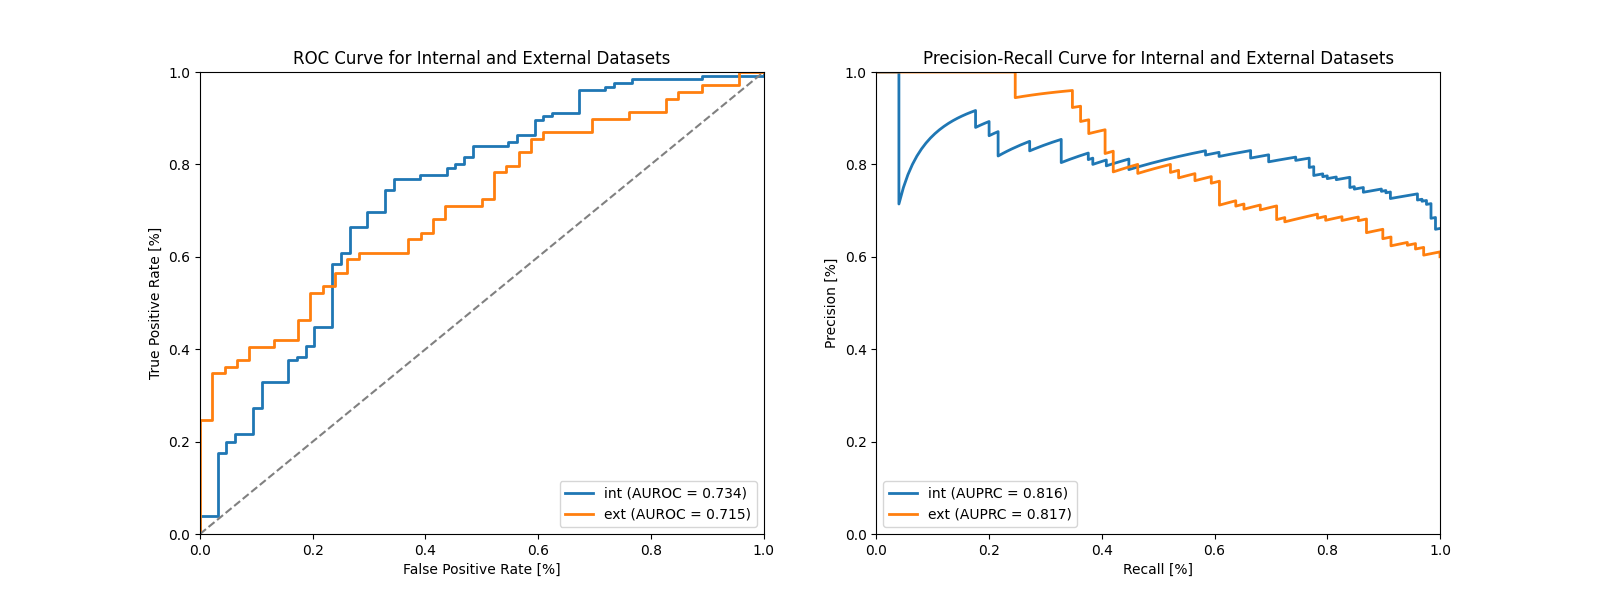 ROC Curve for Internal and External Datasets
1.0
0.8
0.6
0.4
0.2
0.0
True Positive Rate [%]
int (AUROC = 0.734)
ext (AUROC = 0.715)
0.0 0.2 0.4 0.6 0.8 1.0
False Positive Rate [%]
Precision-Recall Curve for Internal and External Datasets
1.0
0.8
0.6
0.4
0.2
0.0
Precision [%]
int (AUPRC = 0.816)
ext (AUPRC = 0.817)
0.0 0.2 0.4 0.6 0.8 1.0
Recall [%]